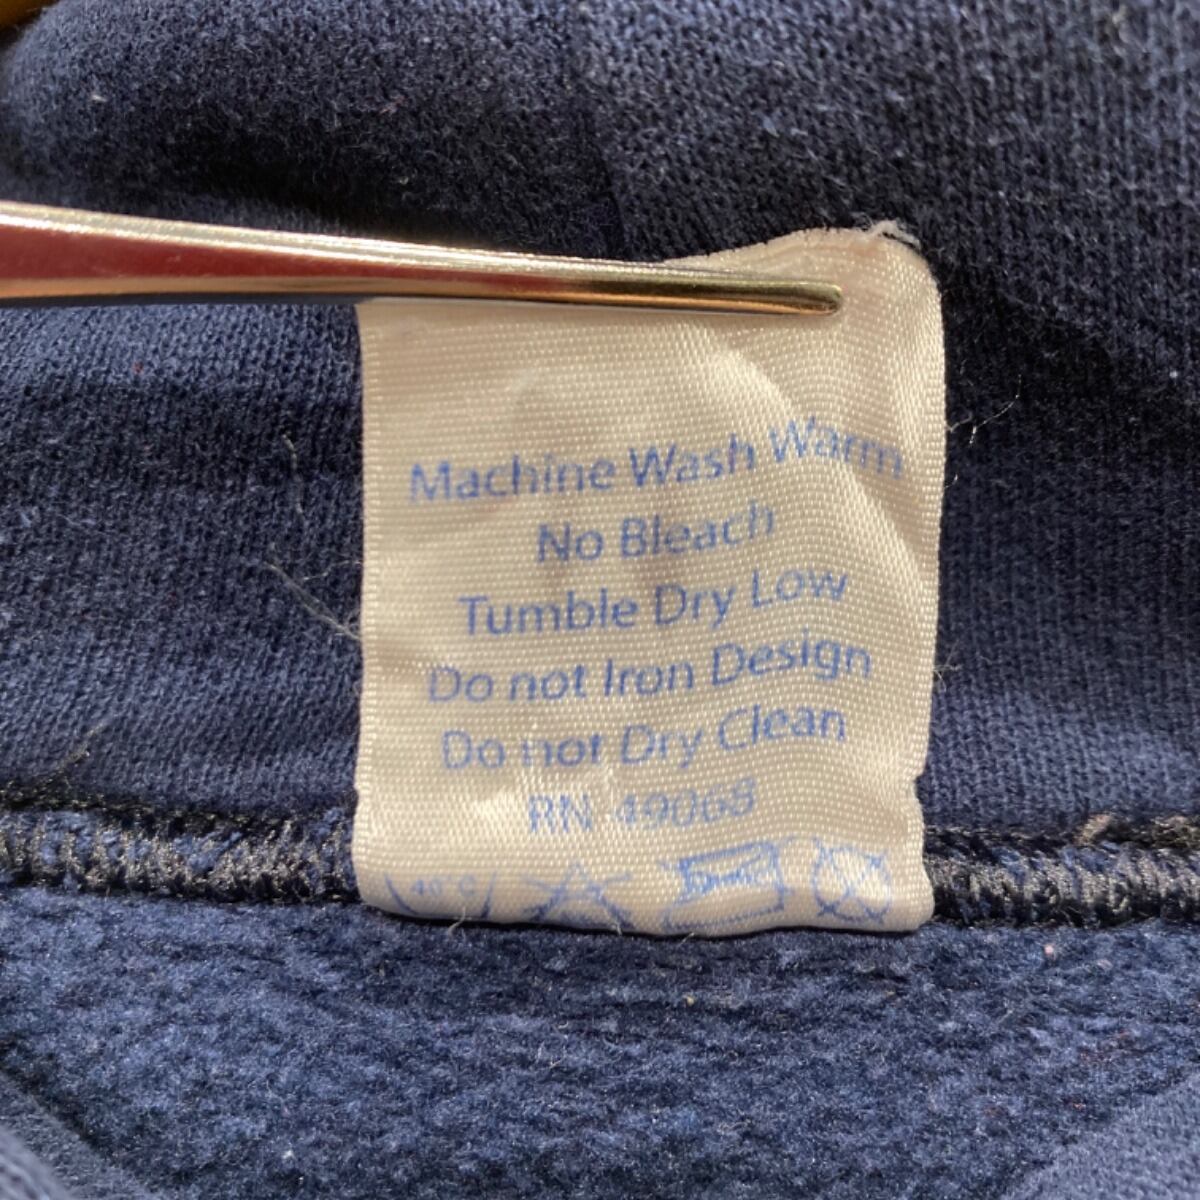 Machine Wash Warm
No Bleach
Tumble Dry Low
Do not Iron Design
Do not Dry Clean
RN 49068
40°C